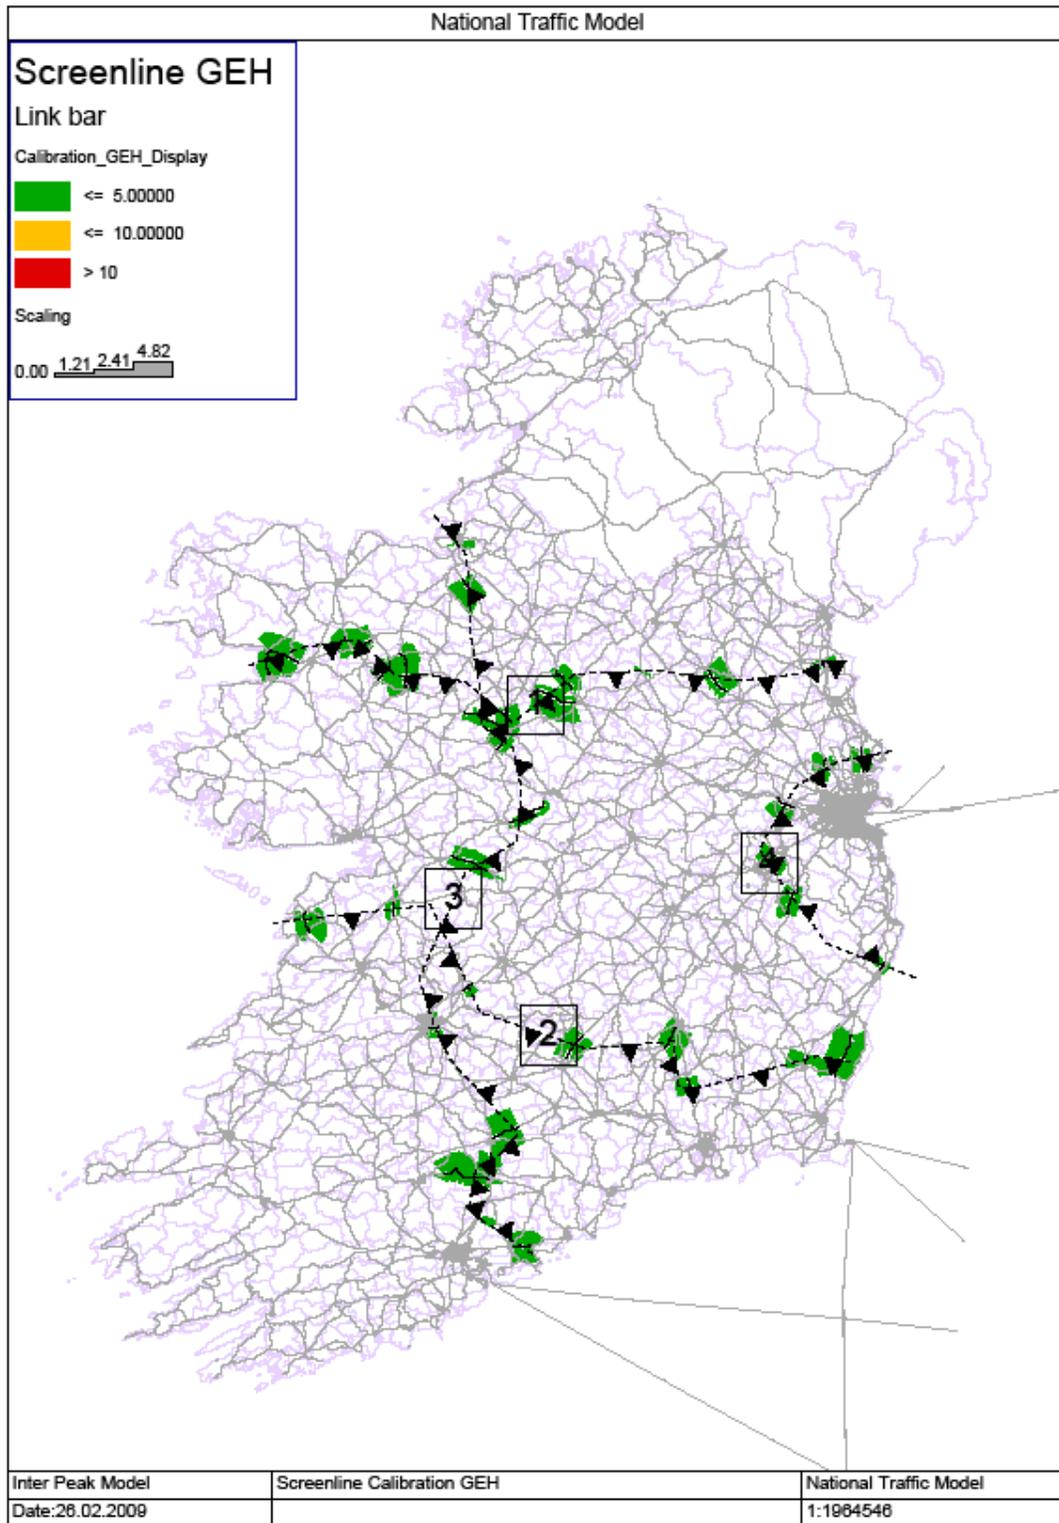 National Traffic Model
Screenline GEH
Link bar
Calibration_GEH_Display
<= 5.00000
<= 10.00000
> 10
Scaling
0.00 1.21 2.41 4.82
3
2
Inter Peak Model
Screenline Calibration GEH
National Traffic Model
Date:26.02.2009
1:1964546